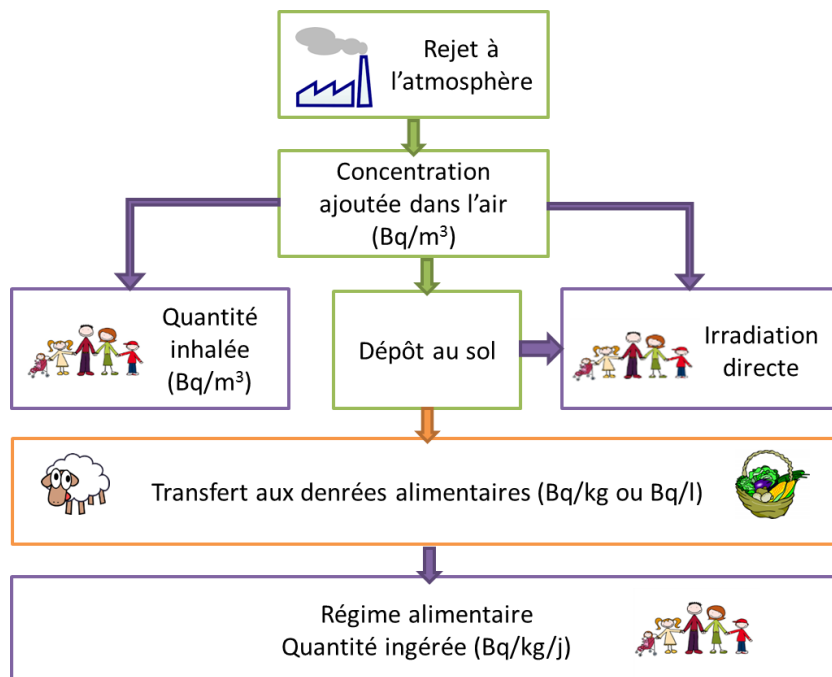 Rejet à
l'atmosphère
Concentration
ajoutée dans l'air
(Bq/m³)
Quantité
inhalée
(Bq/m³)
Dépôt au sol
Irradiation
directe
Transfert aux denrées alimentaires (Bq/kg ou Bq/l)
Régime alimentaire
Quantité ingérée (Bq/kg/j)